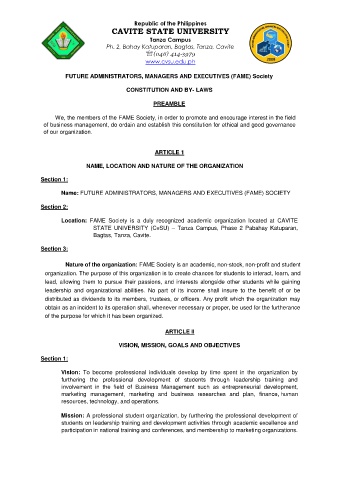 Republic of the Philippines
CAVITE STATE UNIVERSITY
Tanza Campus
Ph. 2, Bahay Katuparan, Bagtas, Tanza, Cavite
☏ (046) 414-3979
www.cvsu.edu.ph
FUTURE ADMINISTRATORS, MANAGERS AND EXECUTIVES (FAME) Society
CONSTITUTION AND BY- LAWS
PREAMBLE
We, the members of the FAME Society, in order to promote and encourage interest in the field
of business management, do ordain and establish this constitution for ethical and good governance
of our organization.
ARTICLE 1
NAME, LOCATION AND NATURE OF THE ORGANIZATION
Section 1:
Name: FUTURE ADMINISTRATORS, MANAGERS AND EXECUTIVES (FAME) SOCIETY
Section 2:
Location: FAME Society is a duly recognized academic organization located at CAVITE
STATE UNIVERSITY (CvSU) – Tanza Campus, Phase 2 Pabahay Katuparan,
Bagtas, Tanza, Cavite.
Section 3:
Nature of the organization: FAME Society is an academic, non-stock, non-profit and student
organization. The purpose of this organization is to create chances for students to interact, learn, and
lead, allowing them to pursue their passions, and interests alongside other students while gaining
leadership and organizational abilities. No part of its income shall insure to the benefit of or be
distributed as dividends to its members, trustees, or officers. Any profit which the organization may
obtain as an incident to its operation shall, whenever necessary or proper, be used for the furtherance
of the purpose for which it has been organized.
ARTICLE II
VISION, MISSION, GOALS AND OBJECTIVES
Section 1:
Vision: To become professional individuals develop by time spent in the organization by
furthering the professional development of students through leadership training and
involvement in the field of Business Management such as entrepreneurial development,
marketing management, marketing and business researches and plan, finance, human
resources, technology, and operations.
Mission: A professional student organization, by furthering the professional development of
students on leadership training and development activities through academic excellence and
participation in national training and conferences, and membership to marketing organizations.